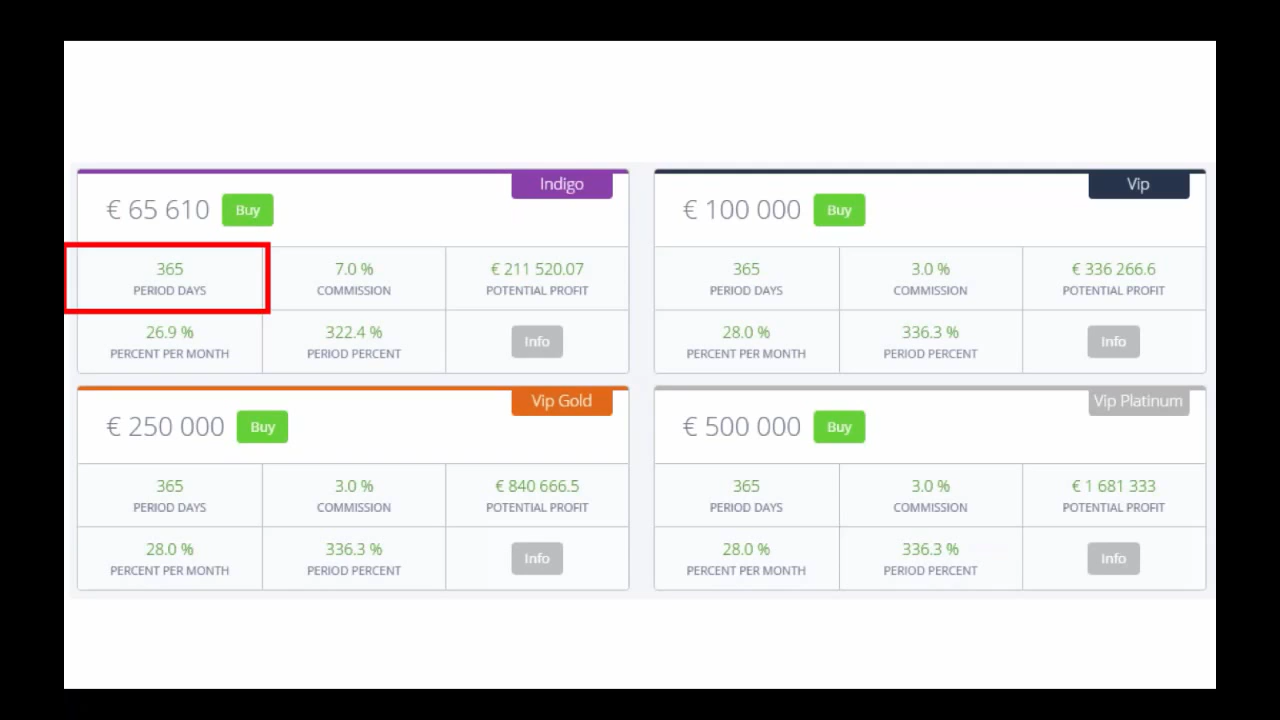 Indigo
€ 65 610 Buy
365 7.0 % € 211 520.07
PERIOD DAYS COMMISSION POTENTIAL PROFIT
26.9 % 322.4 % Info
PERCENT PER MONTH PERIOD PERCENT
Vip
€ 100 000 Buy
365 3.0 % € 336 266.6
PERIOD DAYS COMMISSION POTENTIAL PROFIT
28.0 % 336.3 % Info
PERCENT PER MONTH PERIOD PERCENT
Vip Gold
€ 250 000 Buy
365 3.0 % € 840 666.5
PERIOD DAYS COMMISSION POTENTIAL PROFIT
28.0 % 336.3 % Info
PERCENT PER MONTH PERIOD PERCENT
Vip Platinum
€ 500 000 Buy
365 3.0 % € 1 681 333
PERIOD DAYS COMMISSION POTENTIAL PROFIT
28.0 % 336.3 % Info
PERCENT PER MONTH PERIOD PERCENT